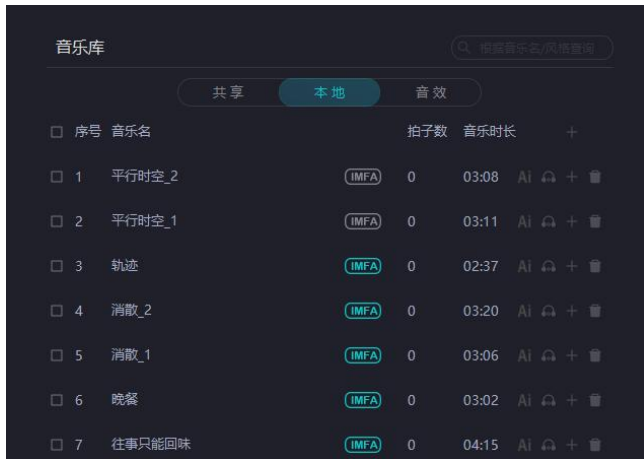 音乐库
根据音乐名/风格查询
共享 本地 音效
序号 音乐名 拍子数 音乐时长 +
1 平行时空_2 IMFA 0 03:08 Ai +
2 平行时空_1 IMFA 0 03:11 Ai +
3 轨迹 IMFA 0 02:37 Ai +
4 消散_2 IMFA 0 03:20 Ai +
5 消散_1 IMFA 0 03:06 Ai +
6 晚餐 IMFA 0 03:02 Ai +
7 往事只能回味 IMFA 0 04:15 Ai +